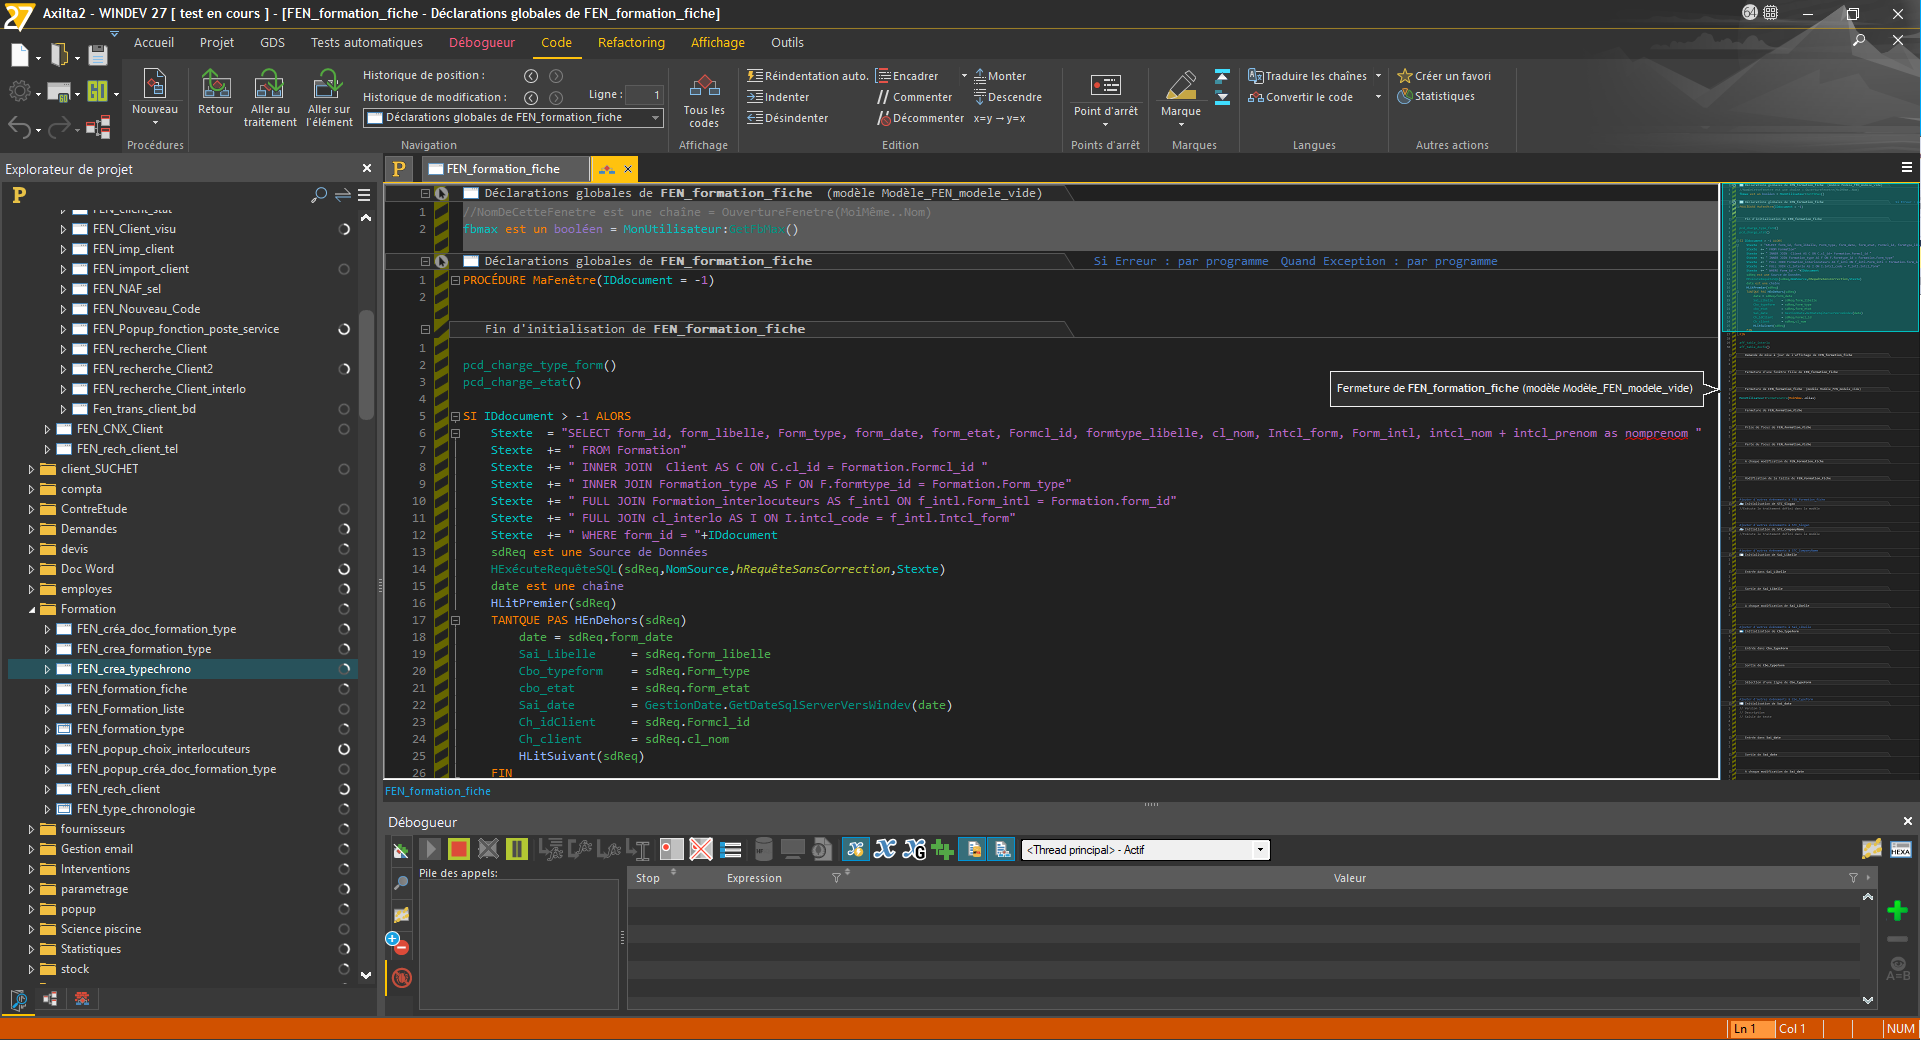 Axilta2 - WINDEV 27 [ test en cours ] - [FEN_formation_fiche - Déclarations globales de FEN_formation_fiche]
64
Accueil Projet GDS Tests automatiques Débogueur Code Refactoring Affichage Outils
Nouveau
Procédures
Retour
Aller au traitement
Aller sur l'élément
Historique de position :
Historique de modification :
Ligne : 1
Déclarations globales de FEN_formation_fiche
Navigation
Tous les codes
Affichage
Réindentation auto.
Indenter
Désindenter
Encadrer
// Commenter
Décommenter
Monter
Descendre
x=y → y=x
Edition
Point d'arrêt
Points d'arrêt
Marque
Marques
Traduire les chaînes
Convertir le code
Langues
Créer un favori
Statistiques
Autres actions
Explorateur de projet
FEN_client_stat
FEN_Client_visu
FEN_imp_client
FEN_import_client
FEN_NAF_sel
FEN_Nouveau_Code
FEN_Popup_fonction_poste_service
FEN_recherche_Client
FEN_recherche_Client2
FEN_recherche_Client_interlo
Fen_trans_client_bd
FEN_CNX_Client
FEN_rech_client_tel
client_SUCHET
compta
ContreEtude
Demandes
devis
Doc Word
employes
Formation
FEN_créa_doc_formation_type
FEN_crea_formation_type
FEN_crea_typechrono
FEN_formation_fiche
FEN_Formation_liste
FEN_formation_type
FEN_popup_choix_interlocuteurs
FEN_popup_créa_doc_formation_type
FEN_rech_client
FEN_type_chronologie
fournisseurs
Gestion email
Interventions
parametrage
popup
Science piscine
Statistiques
stock
P FEN_formation_fiche
Déclarations globales de FEN_formation_fiche (modèle Modèle_FEN_modele_vide)
1 //NomDeCetteFenetre est une chaîne = OuvertureFenetre(MoiMême..Nom)
2 fbmax est un booléen = MonUtilisateur:GetFbMax()
Déclarations globales de FEN_formation_fiche Si Erreur : par programme Quand Exception : par programme
1 PROCÉDURE MaFenêtre(IDdocument = -1)
2
Fin d'initialisation de FEN_formation_fiche
1
2 pcd_charge_type_form()
3 pcd_charge_etat()
4
5 SI IDdocument > -1 ALORS
6 Stexte = "SELECT form_id, form_libelle, Form_type, form_date, form_etat, Formcl_id, formtype_libelle, cl_nom, Intcl_form, Form_intl, intcl_nom + intcl_prenom as nomprenom "
7 Stexte += " FROM Formation"
8 Stexte += " INNER JOIN  Client AS C ON C.cl_id = Formation.Formcl_id "
9 Stexte += " INNER JOIN Formation_type AS F ON F.formtype_id = Formation.Form_type"
10 Stexte += " FULL JOIN Formation_interlocuteurs AS f_intl ON f_intl.Form_intl = Formation.form_id"
11 Stexte += " FULL JOIN cl_interlo AS I ON I.intcl_code = f_intl.Intcl_form"
12 Stexte += " WHERE form_id = "+IDdocument
13 sdReq est une Source de Données
14 HExécuteRequêteSQL(sdReq,NomSource,hRequêteSansCorrection,Stexte)
15 date est une chaîne
16 HLitPremier(sdReq)
17 TANTQUE PAS HEnDehors(sdReq)
18 date = sdReq.form_date
19 Sai_Libelle = sdReq.form_libelle
20 Cbo_typeform = sdReq.Form_type
21 cbo_etat = sdReq.form_etat
22 Sai_date = GestionDate.GetDateSqlServerVersWindev(date)
23 Ch_idClient = sdReq.Formcl_id
24 Ch_client = sdReq.cl_nom
25 HLitSuivant(sdReq)
26 FIN
Fermeture de FEN_formation_fiche (modèle Modèle_FEN_modele_vide)
FEN_formation_fiche
Débogueur
<Thread principal> - Actif
HEXA
Pile des appels:
Stop Expression Valeur
A=B
Ln 1 Col 1 NUM